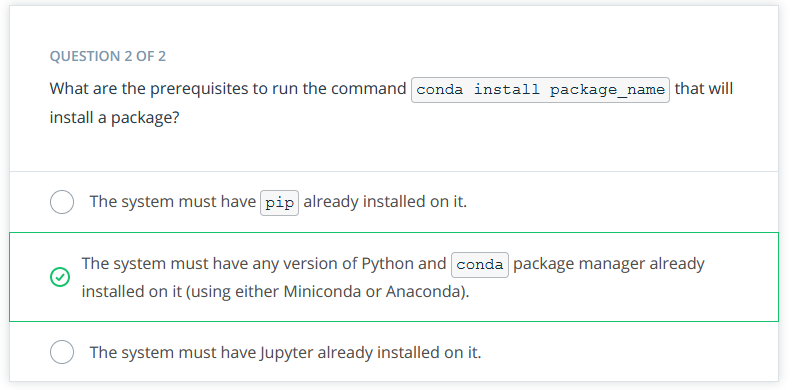 QUESTION 2 OF 2
What are the prerequisites to run the command conda install package_name that will
install a package?
The system must have pip already installed on it.
The system must have any version of Python and conda package manager already
installed on it (using either Miniconda or Anaconda).
The system must have Jupyter already installed on it.